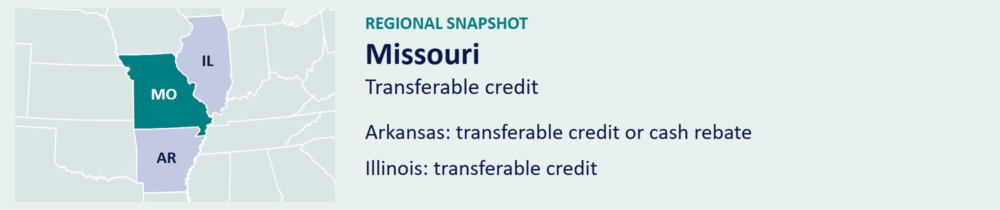 IL
MO
AR
REGIONAL SNAPSHOT
Missouri
Transferable credit
Arkansas: transferable credit or cash rebate
Illinois: transferable credit